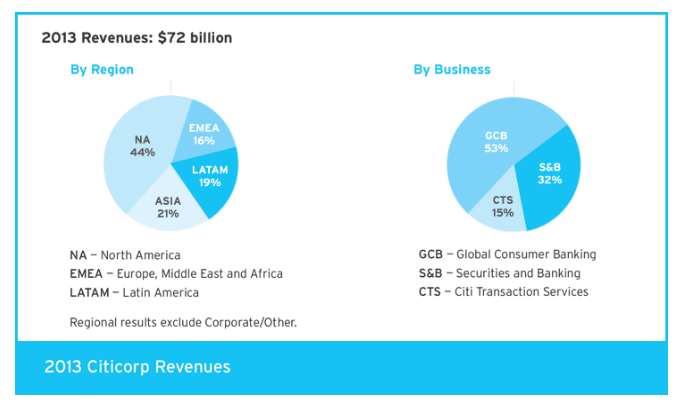 2013 Revenues: $72 billion
By Region
NA
44%
EMEA
16%
LATAM
19%
ASIA
21%
NA – North America
EMEA – Europe, Middle East and Africa
LATAM – Latin America
Regional results exclude Corporate/Other.
By Business
GCB
53%
S&B
32%
CTS
15%
GCB – Global Consumer Banking
S&B – Securities and Banking
CTS – Citi Transaction Services
2013 Citicorp Revenues